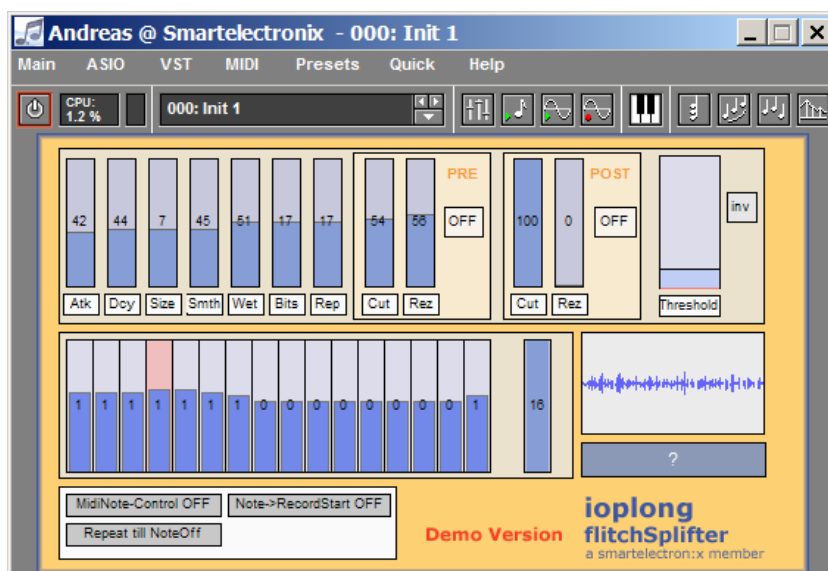 Andreas @ Smartelectronix - 000: Init 1
Main ASIO VST MIDI Presets Quick Help
CPU:
1.2 %
000: Init 1
PRE
POST
42 44 7 45 51 17 17 54 56 OFF 100 0 OFF inv
Atk Dcy Size Smth Wet Bits Rep Cut Rez Cut Rez Threshold
1 1 1 1 1 1 1 0 0 0 0 0 0 0 0 1 16
?
MidiNote-Control OFF Note->RecordStart OFF
Repeat till NoteOff
Demo Version
ioplong
flitchSplifter
a smartelectron:x member